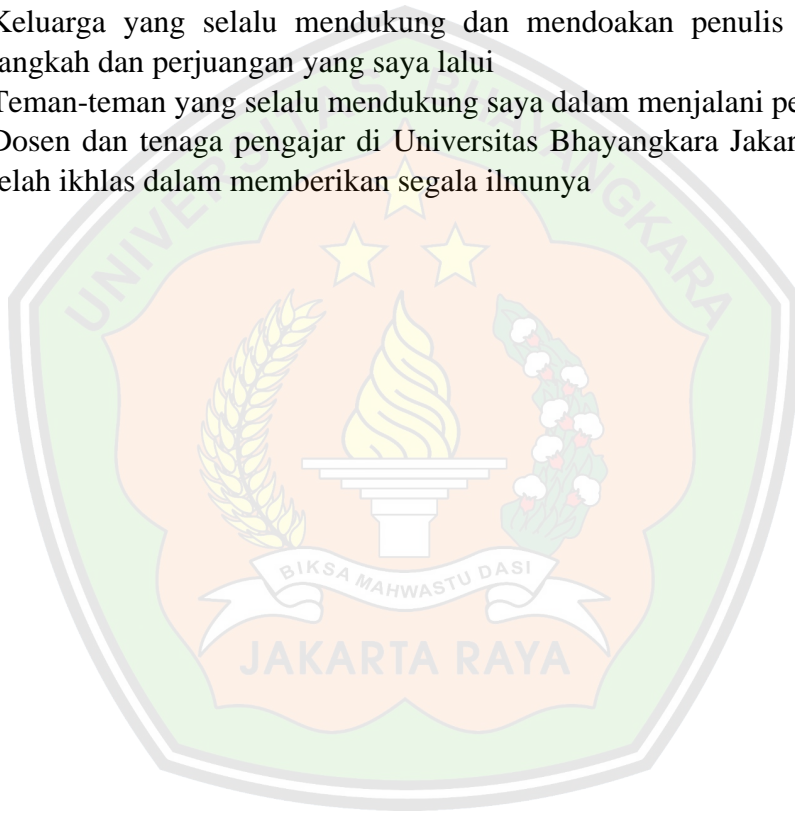 Keluarga yang selalu mendukung dan mendoakan penulis
angkah dan perjuangan yang saya lalui
Teman-teman yang selalu mendukung saya dalam menjalani pe
Dosen dan tenaga pengajar di Universitas Bhayangkara Jakar
elah ikhlas dalam memberikan segala ilmunya
UNIVERSITAS BHAYANGKARA
BIKSA MAHWASTU DASI
JAKARTA RAYA